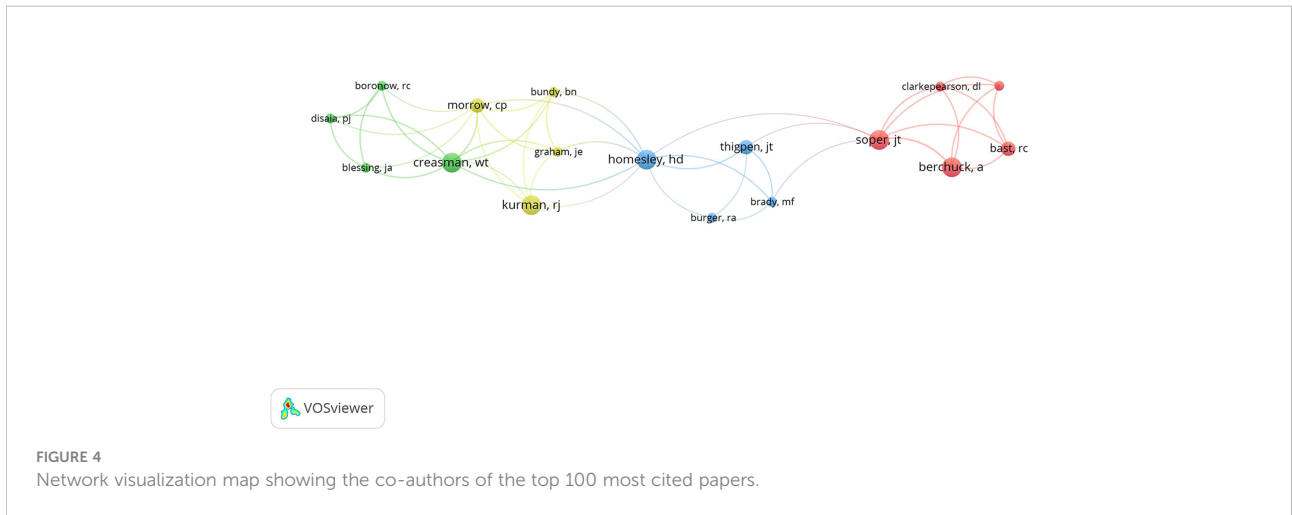 boronow, rc
clarkepearson, dl
bundy, bn
morrow, cp
disaia, pj
soper, jt
thigpen, jt
bast, rc
graham, je
homesley, hd
creasman, wt
blessing, ja
berchuck, a
brady, mf
kurman, rj
burger, ra
VOSviewer
FIGURE 4
Network visualization map showing the co-authors of the top 100 most cited papers.